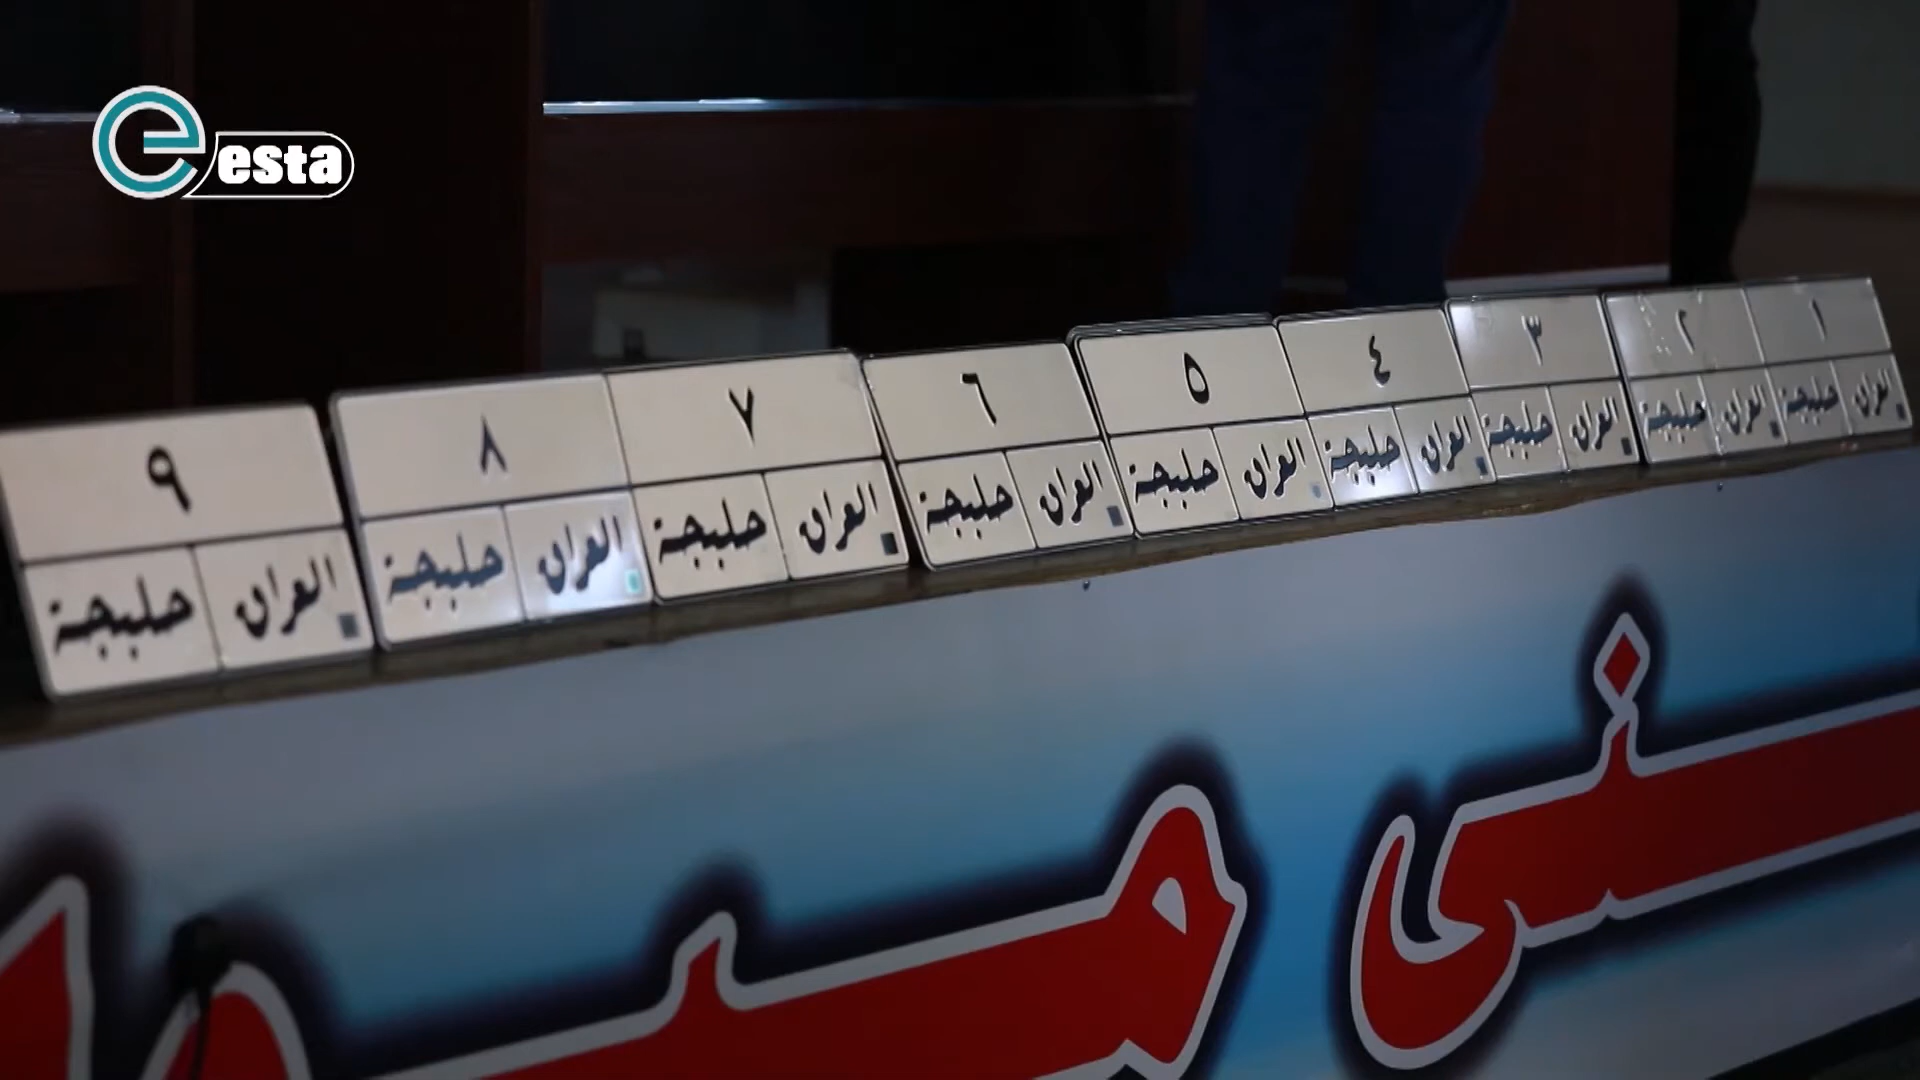 e esta
١
العراق حلبجة
٢
العراق حلبجة
٣
العراق حلبجة
٤
العراق حلبجة
٥
العراق حلبجة
٦
العراق حلبجة
٧
العراق حلبجة
٨
العراق حلبجة
٩
العراق حلبجة